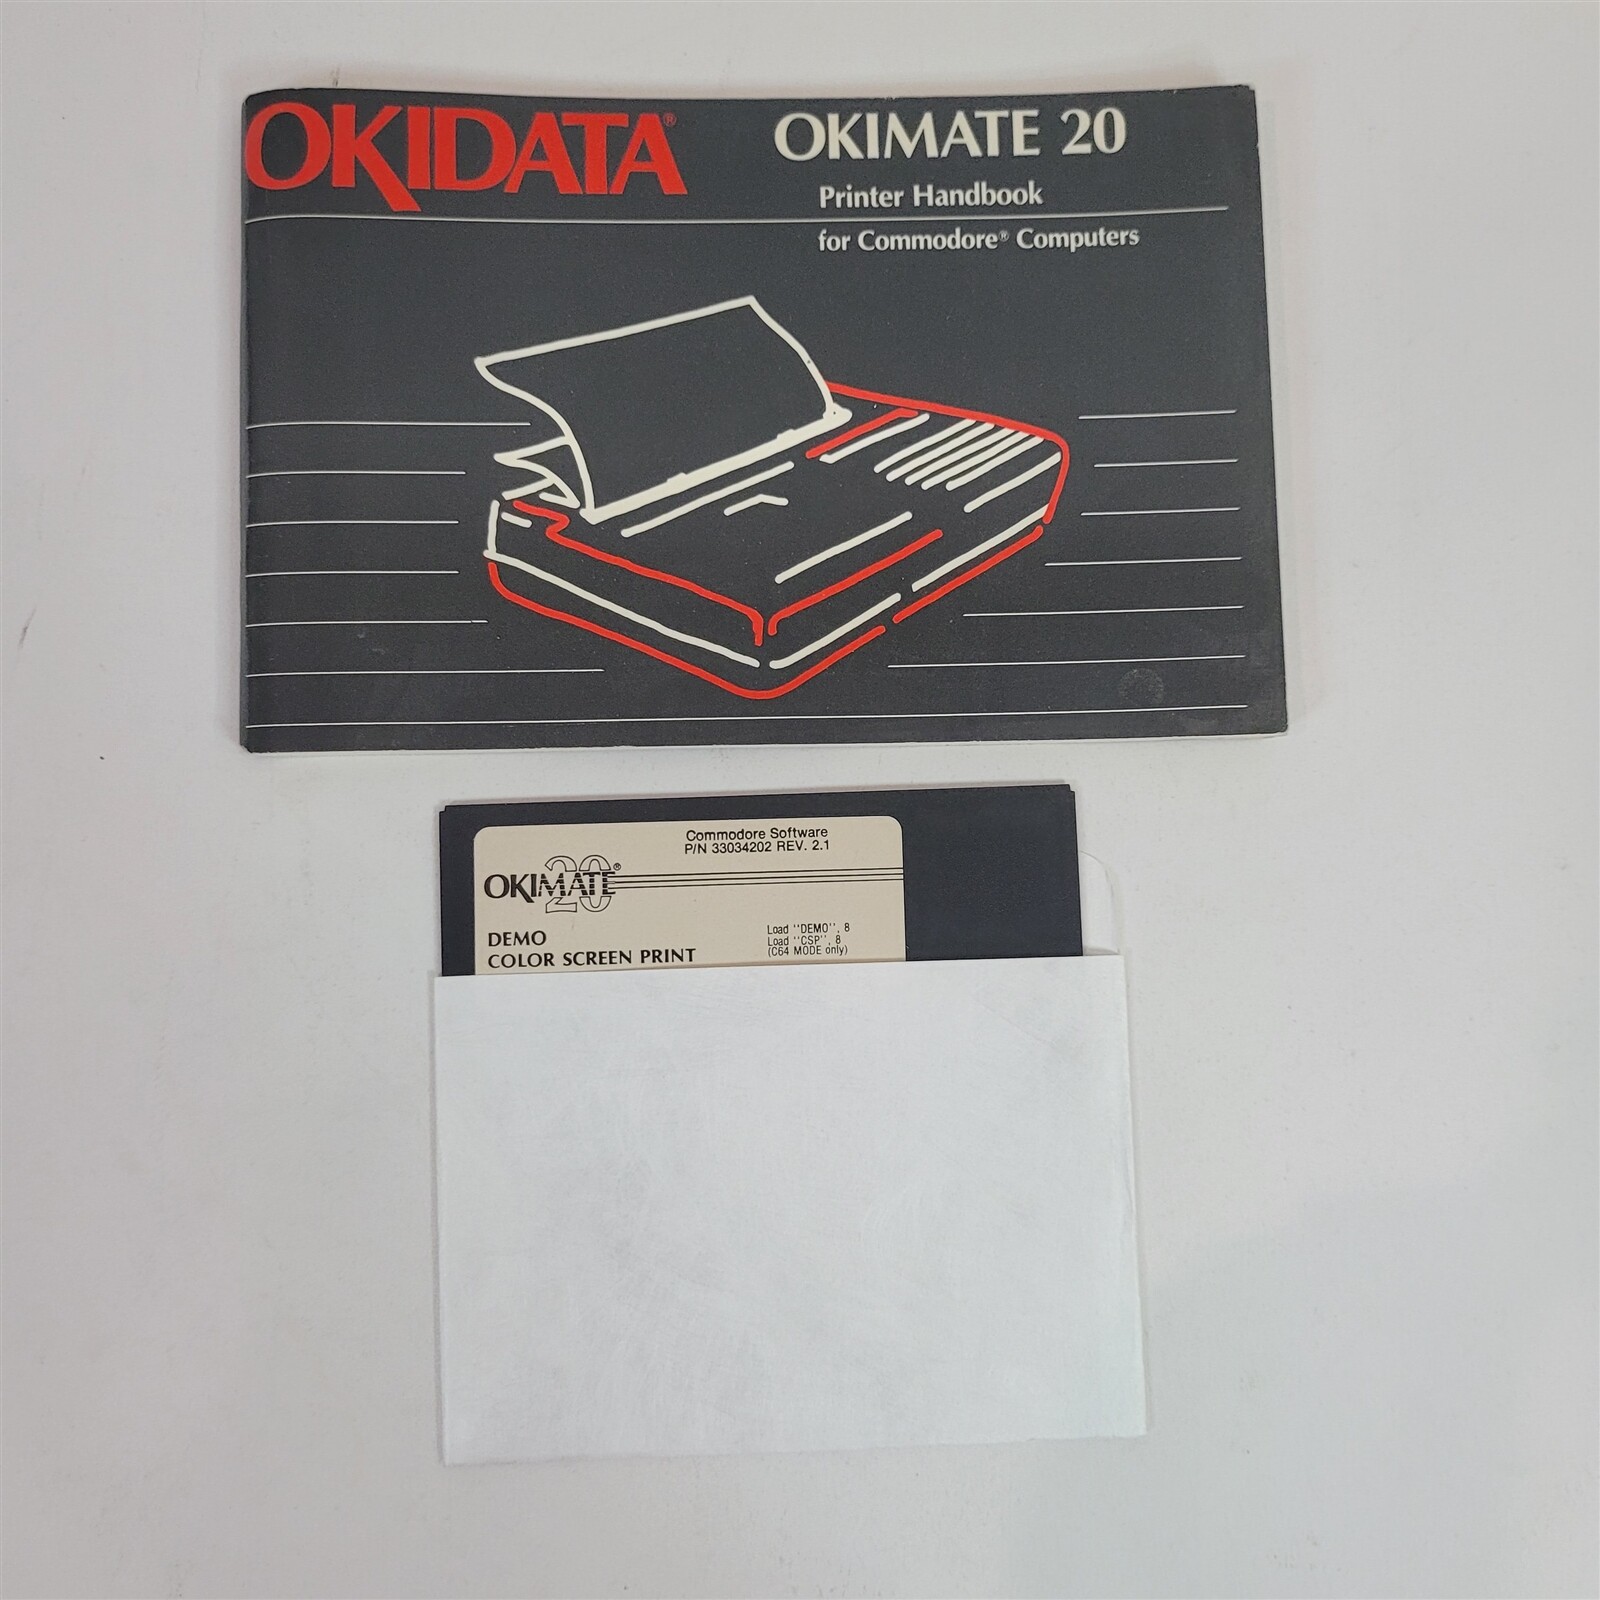 OKIDATA®
OKIMATE 20
Printer Handbook
for Commodore® Computers
Commodore Software
P/N 33034202 REV. 2.1
OKIMATE® 20
DEMO
COLOR SCREEN PRINT
Load "DEMO", 8
Load "CSP", 8
(C64 MODE only)